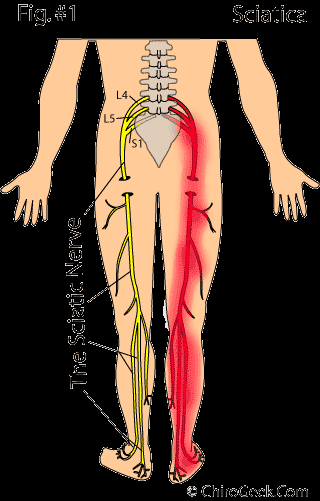 Fig.#1
Sciatica
L4
L5
S1
The Sciatic Nerve
© ChiroGeek.Com